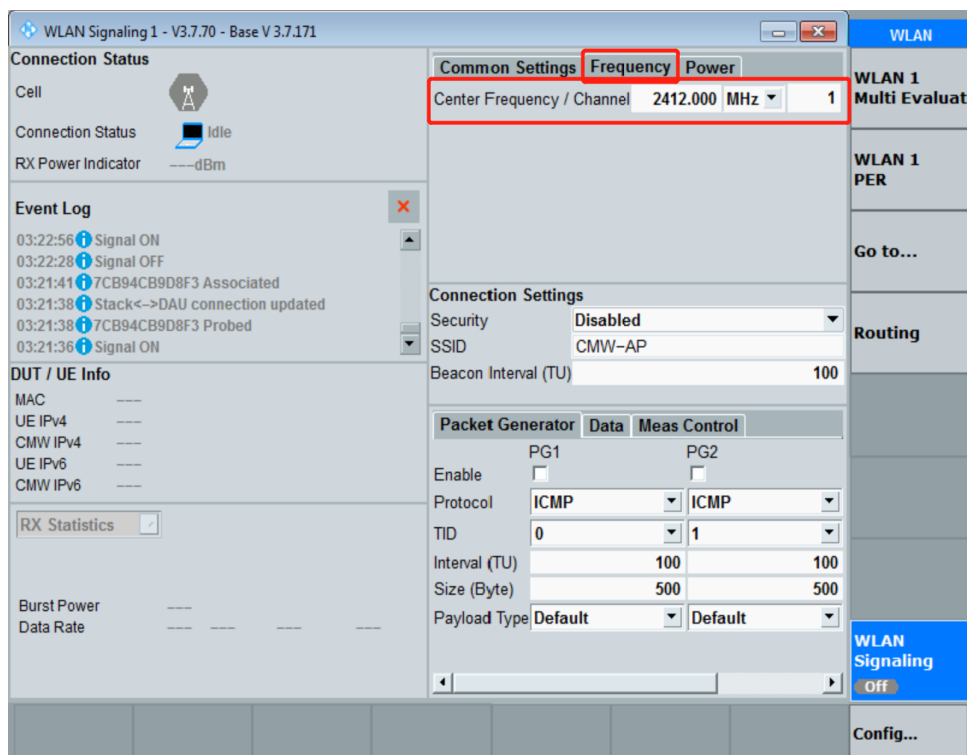 WLAN Signaling 1 - V3.7.70 - Base V 3.7.171
Connection Status
Cell
Connection Status Idle
RX Power Indicator ---dBm
Event Log
03:22:56 Signal ON
03:22:28 Signal OFF
03:21:41 7CB94CB9D8F3 Associated
03:21:38 Stack<->DAU connection updated
03:21:38 7CB94CB9D8F3 Probed
03:21:36 Signal ON
DUT / UE Info
MAC ---
UE IPv4 ---
CMW IPv4 ---
UE IPv6 ---
CMW IPv6 ---
RX Statistics
Burst Power ---
Data Rate --- --- --- ---
Common Settings Frequency Power
Center Frequency / Channel 2412.000 MHz 1
Connection Settings
Security Disabled
SSID CMW-AP
Beacon Interval (TU) 100
Packet Generator Data Meas Control
PG1 PG2
Enable
Protocol ICMP ICMP
TID 0 1
Interval (TU) 100 100
Size (Byte) 500 500
Payload Type Default Default
WLAN
WLAN 1
Multi Evaluat
WLAN 1
PER
Go to...
Routing
WLAN
Signaling
Off
Config...